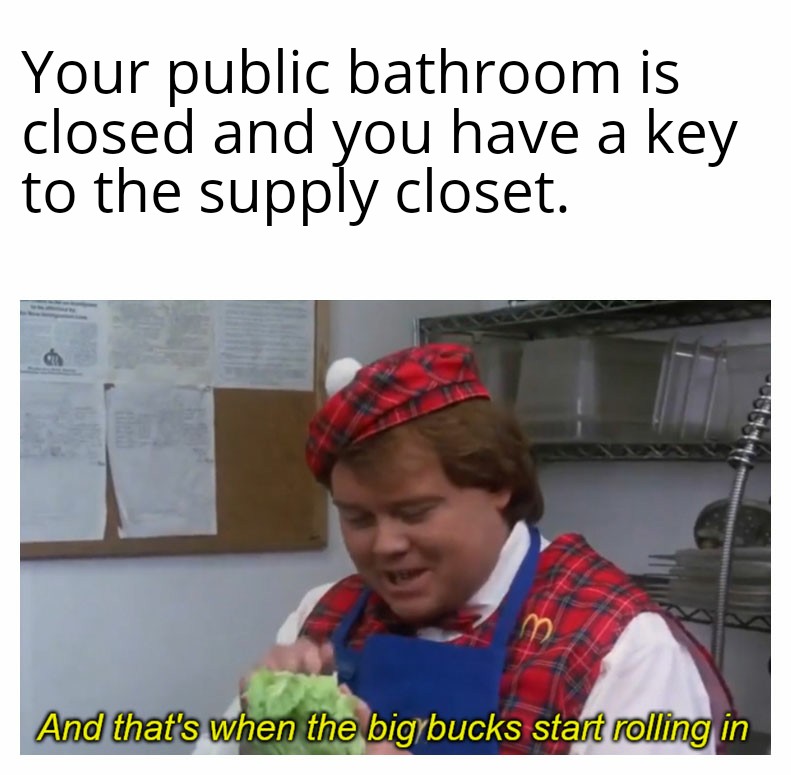 Your public bathroom is
closed and you have a key
to the supply closet.
And that's when the big bucks start rolling in